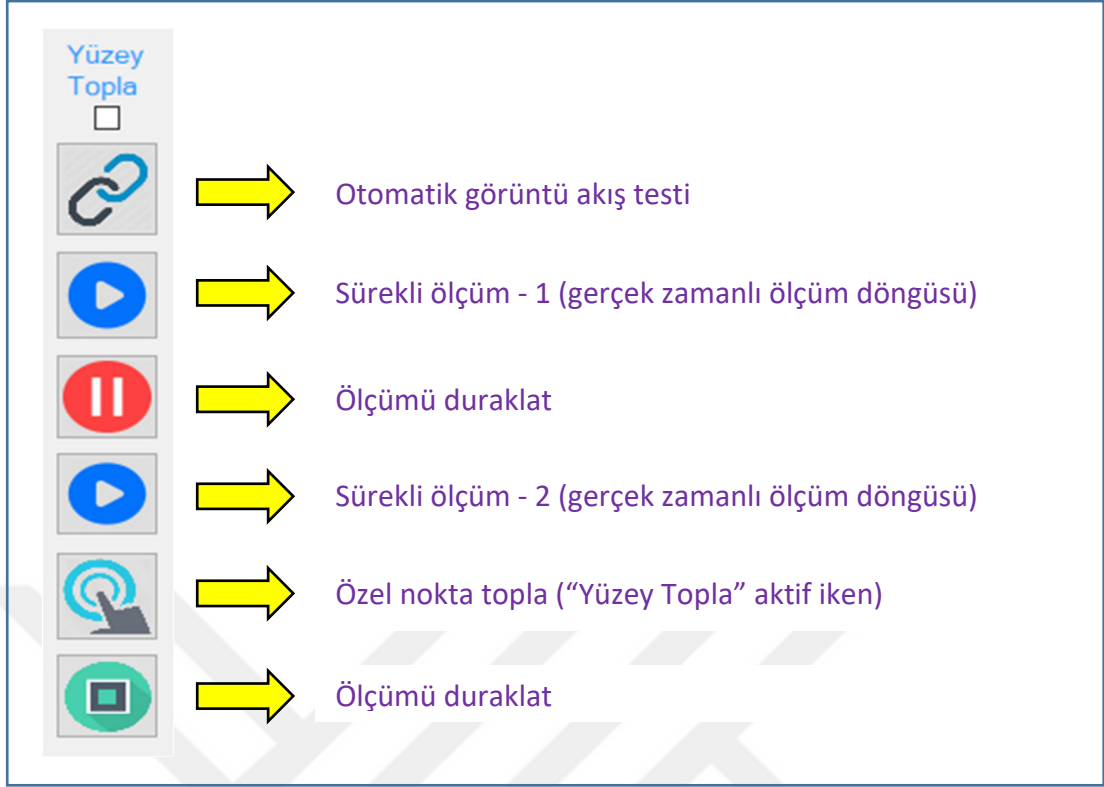 Yüzey
Topla
Otomatik görüntü akış testi
Sürekli ölçüm - 1 (gerçek zamanlı ölçüm döngüsü)
Ölçümü duraklat
Sürekli ölçüm - 2 (gerçek zamanlı ölçüm döngüsü)
Özel nokta topla (“Yüzey Topla” aktif iken)
Ölçümü duraklat